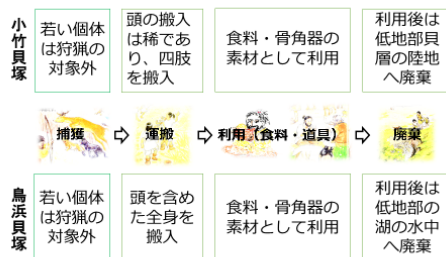 小竹貝塚
若い個体
は狩猟の
対象外
頭の搬入
は稀であ
り、四肢
を搬入
食料・骨角器の
素材として利用
利用後は
低地部貝
層の陸地
へ廃棄
捕獲
運搬
利用（食料・道具）
廃棄
鳥浜貝塚
若い個体
は狩猟の
対象外
頭を含め
た全身を
搬入
食料・骨角器の
素材として利用
利用後は
低地部の
湖の水中
へ廃棄